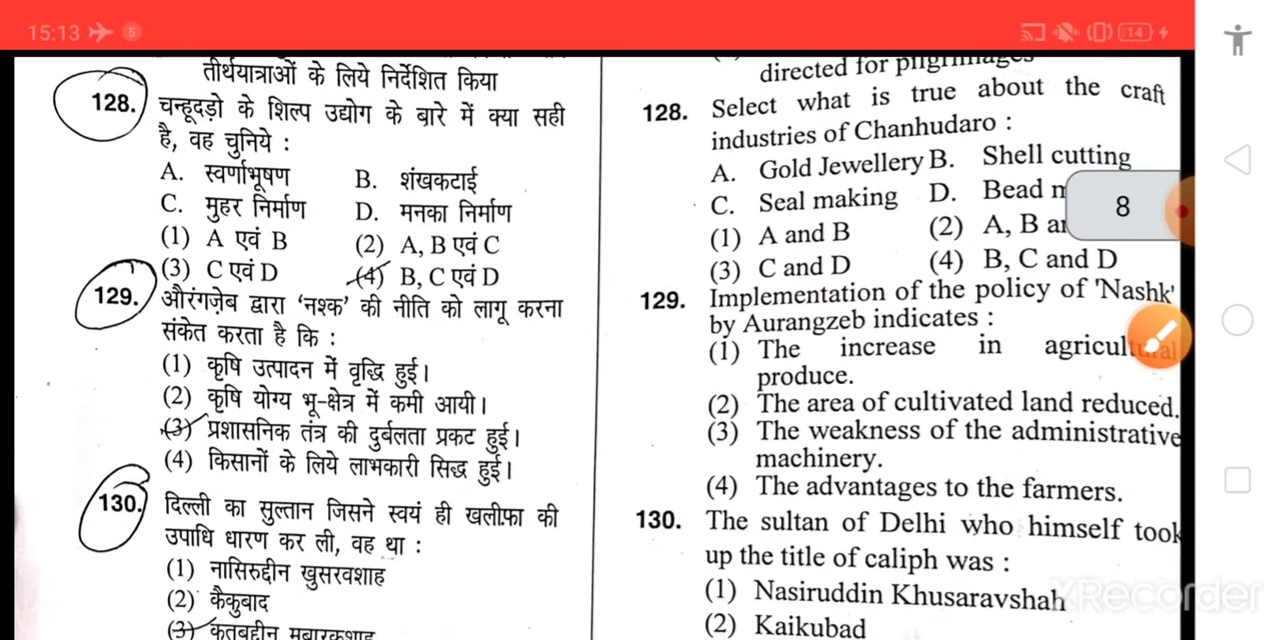 15:13
5
14
तीर्थयात्राओं के लिये निर्देशित किया
128. चन्हूदड़ो के शिल्प उद्योग के बारे में क्या सही
है, वह चुनिये :
A. स्वर्णाभूषण B. शंखकटाई
C. मुहर निर्माण D. मनका निर्माण
(1) A एवं B (2) A, B एवं C
(3) C एवं D (4) B, C एवं D
129. औरंगज़ेब द्वारा ‘नश्क’ की नीति को लागू करना
संकेत करता है कि :
(1) कृषि उत्पादन में वृद्धि हुई।
(2) कृषि योग्य भू-क्षेत्र में कमी आयी।
(3) प्रशासनिक तंत्र की दुर्बलता प्रकट हुई।
(4) किसानों के लिये लाभकारी सिद्ध हुई।
130. दिल्ली का सुल्तान जिसने स्वयं ही खलीफ़ा की
उपाधि धारण कर ली, वह था :
(1) नासिरुद्दीन खुसरवशाह
(2) कैकुबाद
(3) कुतुबुद्दीन मुबारकशाह
directed for pilgrimages
128. Select what is true about the craft
industries of Chanhudaro :
A. Gold Jewellery B. Shell cutting
C. Seal making D. Bead
(1) A and B (2) A, B
(3) C and D (4) B, C and D
8
129. Implementation of the policy of 'Nashk'
by Aurangzeb indicates :
(1) The increase in agricultural
produce.
(2) The area of cultivated land reduced.
(3) The weakness of the administrative
machinery.
(4) The advantages to the farmers.
130. The sultan of Delhi who himself took
up the title of caliph was :
(1) Nasiruddin Khusaravshah
(2) Kaikubad
XRecorder